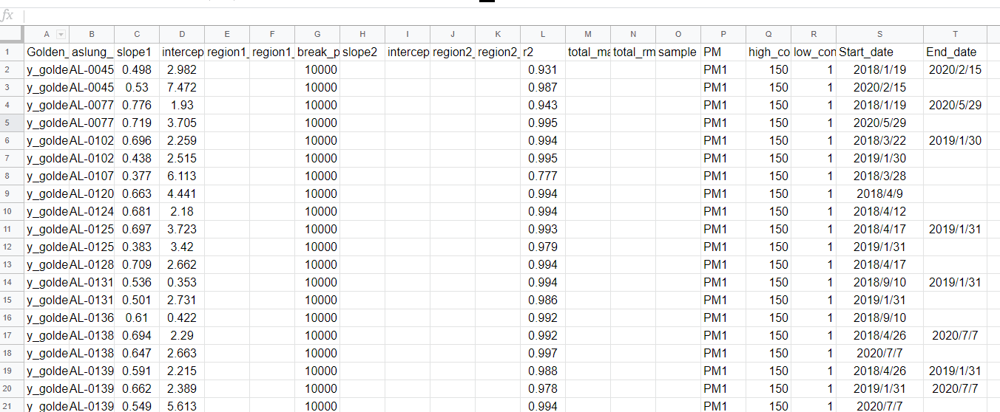 fx
A B C D E F G H I J K L M N O P Q R S T
1 Golden_ aslung_ slope1 intercep region1_ region1_ break_p slope2 intercep region2_ region2_ r2 total_ma total_rm sample PM high_co low_con Start_date End_date
2 y_golde AL-0045 0.498 2.982 10000 0.931 PM1 150 1 2018/1/19 2020/2/15
3 y_golde AL-0045 0.53 7.472 10000 0.987 PM1 150 1 2020/2/15
4 y_golde AL-0077 0.776 1.93 10000 0.943 PM1 150 1 2018/1/19 2020/5/29
5 y_golde AL-0077 0.719 3.705 10000 0.995 PM1 150 1 2020/5/29
6 y_golde AL-0102 0.696 2.259 10000 0.994 PM1 150 1 2018/3/22 2019/1/30
7 y_golde AL-0102 0.438 2.515 10000 0.995 PM1 150 1 2019/1/30
8 y_golde AL-0107 0.377 6.113 10000 0.777 PM1 150 1 2018/3/28
9 y_golde AL-0120 0.663 4.441 10000 0.994 PM1 150 1 2018/4/9
10 y_golde AL-0124 0.681 2.18 10000 0.994 PM1 150 1 2018/4/12
11 y_golde AL-0125 0.697 3.723 10000 0.993 PM1 150 1 2018/4/17 2019/1/31
12 y_golde AL-0125 0.383 3.42 10000 0.979 PM1 150 1 2019/1/31
13 y_golde AL-0128 0.709 2.662 10000 0.994 PM1 150 1 2018/4/17
14 y_golde AL-0131 0.536 0.353 10000 0.994 PM1 150 1 2018/9/10 2019/1/31
15 y_golde AL-0131 0.501 2.731 10000 0.986 PM1 150 1 2019/1/31
16 y_golde AL-0136 0.61 0.422 10000 0.992 PM1 150 1 2018/9/10
17 y_golde AL-0138 0.694 2.29 10000 0.992 PM1 150 1 2018/4/26 2020/7/7
18 y_golde AL-0138 0.647 2.663 10000 0.997 PM1 150 1 2020/7/7
19 y_golde AL-0139 0.591 2.215 10000 0.988 PM1 150 1 2018/4/26 2019/1/31
20 y_golde AL-0139 0.662 2.389 10000 0.978 PM1 150 1 2019/1/31 2020/7/7
21 y_golde AL-0139 0.549 5.613 10000 0.994 PM1 150 1 2020/7/7